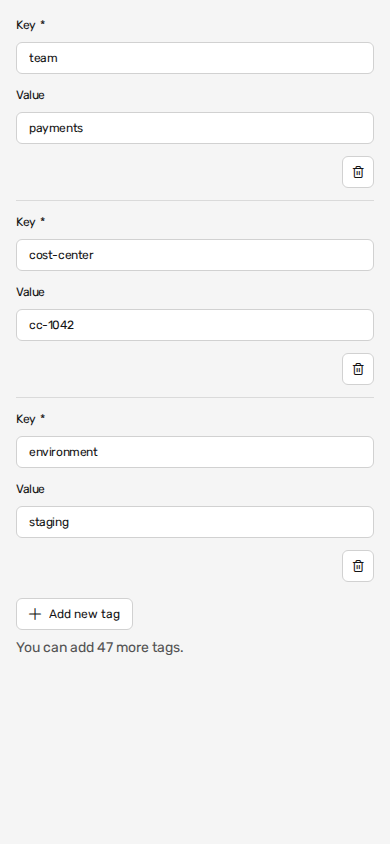 Key *
team
Value
payments
Key *
cost-center
Value
cc-1042
Key *
environment
Value
staging
Add new tag
You can add 47 more tags.